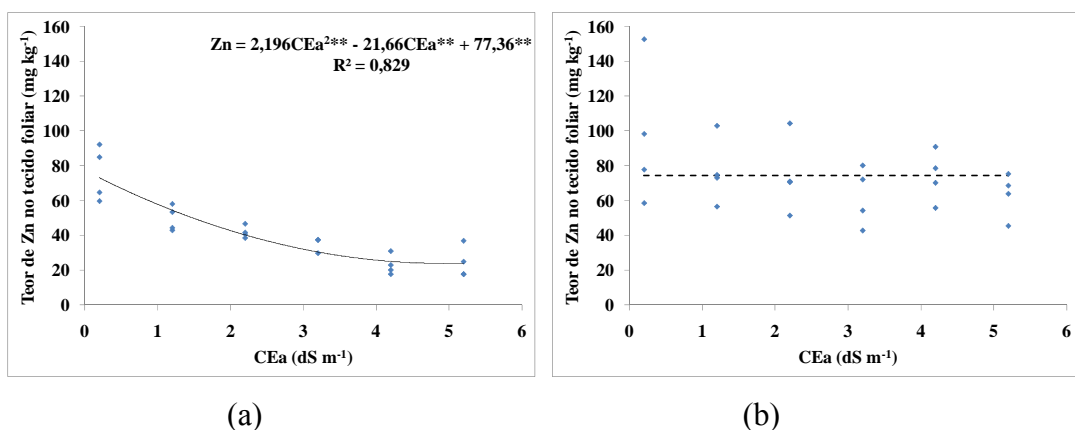 Zn = 2,196CEa²** - 21,66CEa** + 77,36**
R² = 0,829
Teor de Zn no tecido foliar (mg kg⁻¹)
160
140
120
100
80
60
40
20
0
0 1 2 3 4 5 6
CEa (dS m⁻¹)
(a)
Teor de Zn no tecido foliar (mg kg⁻¹)
160
140
120
100
80
60
40
20
0
0 1 2 3 4 5 6
CEa (dS m⁻¹)
(b)